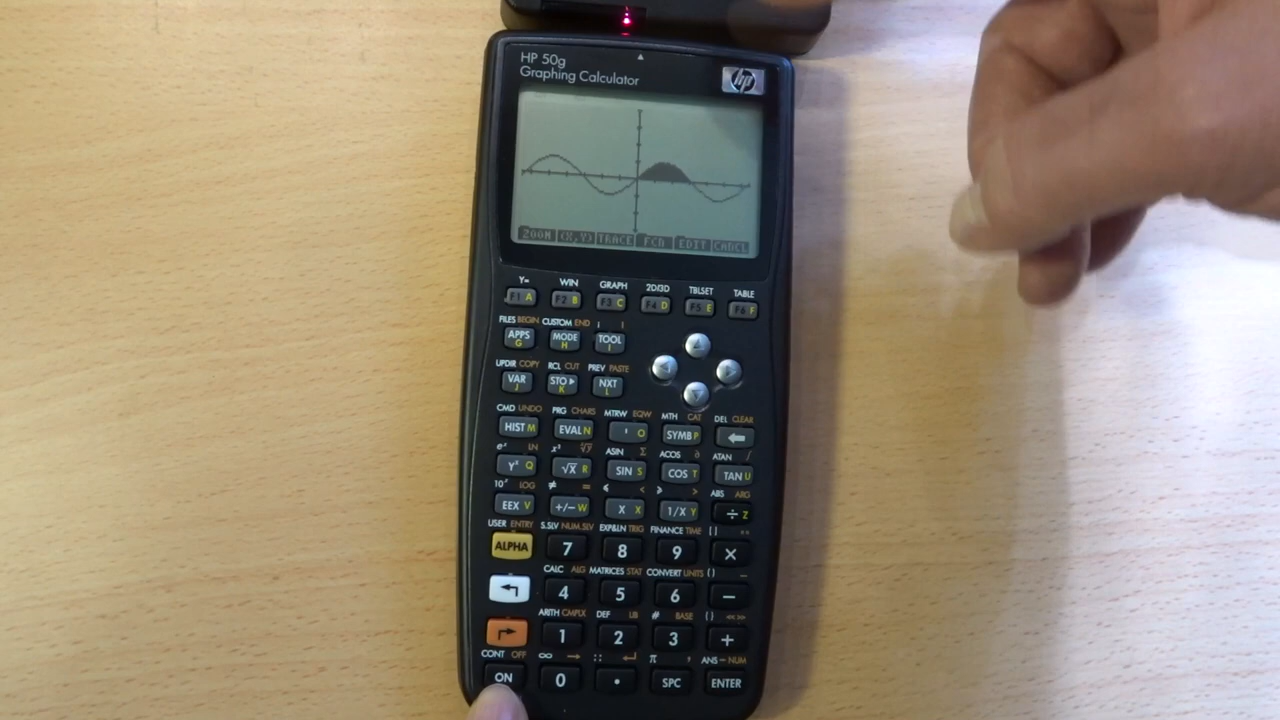 HP 50g
Graphing Calculator
hp
ZOOM (X,Y) TRACE FCN EDIT CANCL
Y= WIN GRAPH 2D/3D TBLSET TABLE
F1 A F2 B F3 C F4 D F5 E F6 F
FILES BEGIN CUSTOM END i I
APPS G MODE H TOOL I
UPDIR COPY RCL CUT PREV PASTE
VAR J STO▶ K NXT L
CMD UNDO PRG CHARS MTRW EQW MTH CAT DEL CLEAR
HIST M EVAL N ' O SYMB P
eˣ LN x² ˣ√y ASIN Σ ACOS ∂ ATAN ∫
Yˣ Q √X R SIN S COS T TAN U
10ˣ LOG ≠ = ≤ < ≥ > ABS ARG
EEX V +/− W X X 1/X Y ÷ Z
USER ENTRY S.SLV NUM.SLV EXP&LN TRIG FINANCE TIME [ ] " "
ALPHA 7 8 9 ×
CALC ALG MATRICES STAT CONVERT UNITS ( ) _
4 5 6 −
ARITH CMPLX DEF LIB # BASE { } « »
1 2 3 +
CONT OFF ∞ → : : ↵ π , ANS →NUM
ON 0 . SPC ENTER